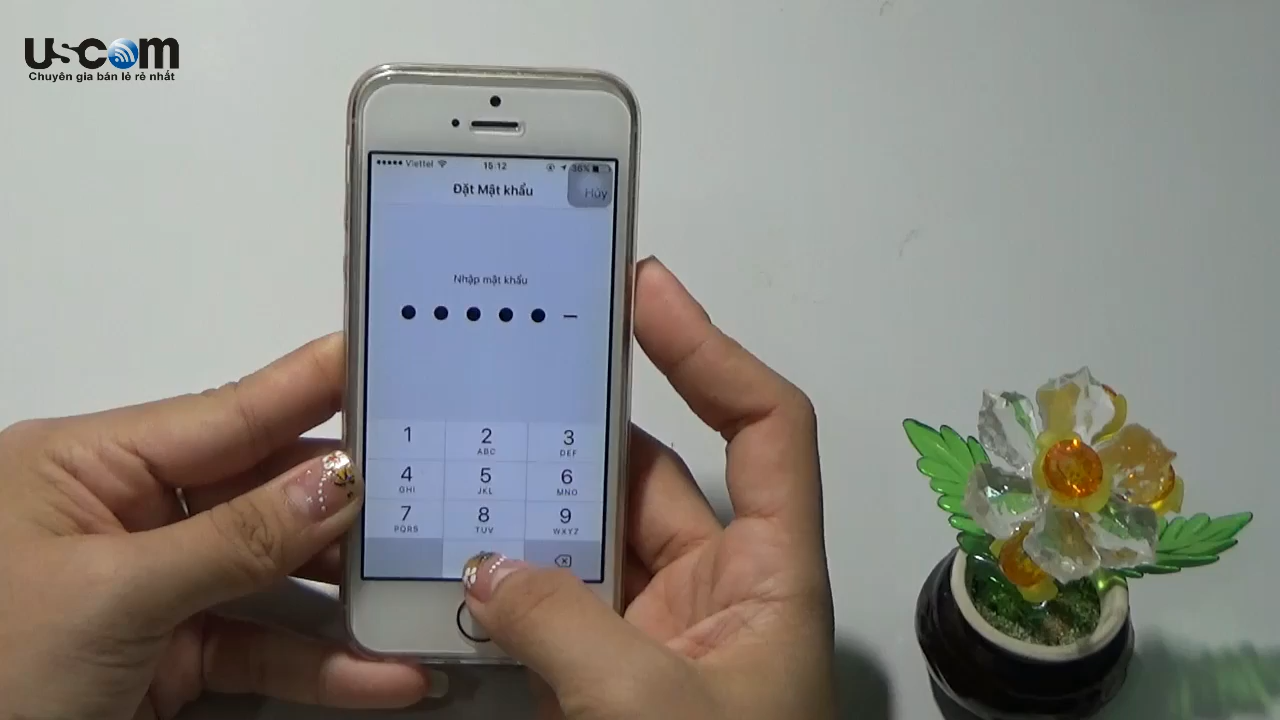 uscom
Chuyên gia bán lẻ rẻ nhất
Viettel 15:12 36%
Đặt Mật khẩu Hủy
Nhập mật khẩu
1 2 3
ABC DEF
4 5 6
GHI JKL MNO
7 8 9
PQRS TUV WXYZ